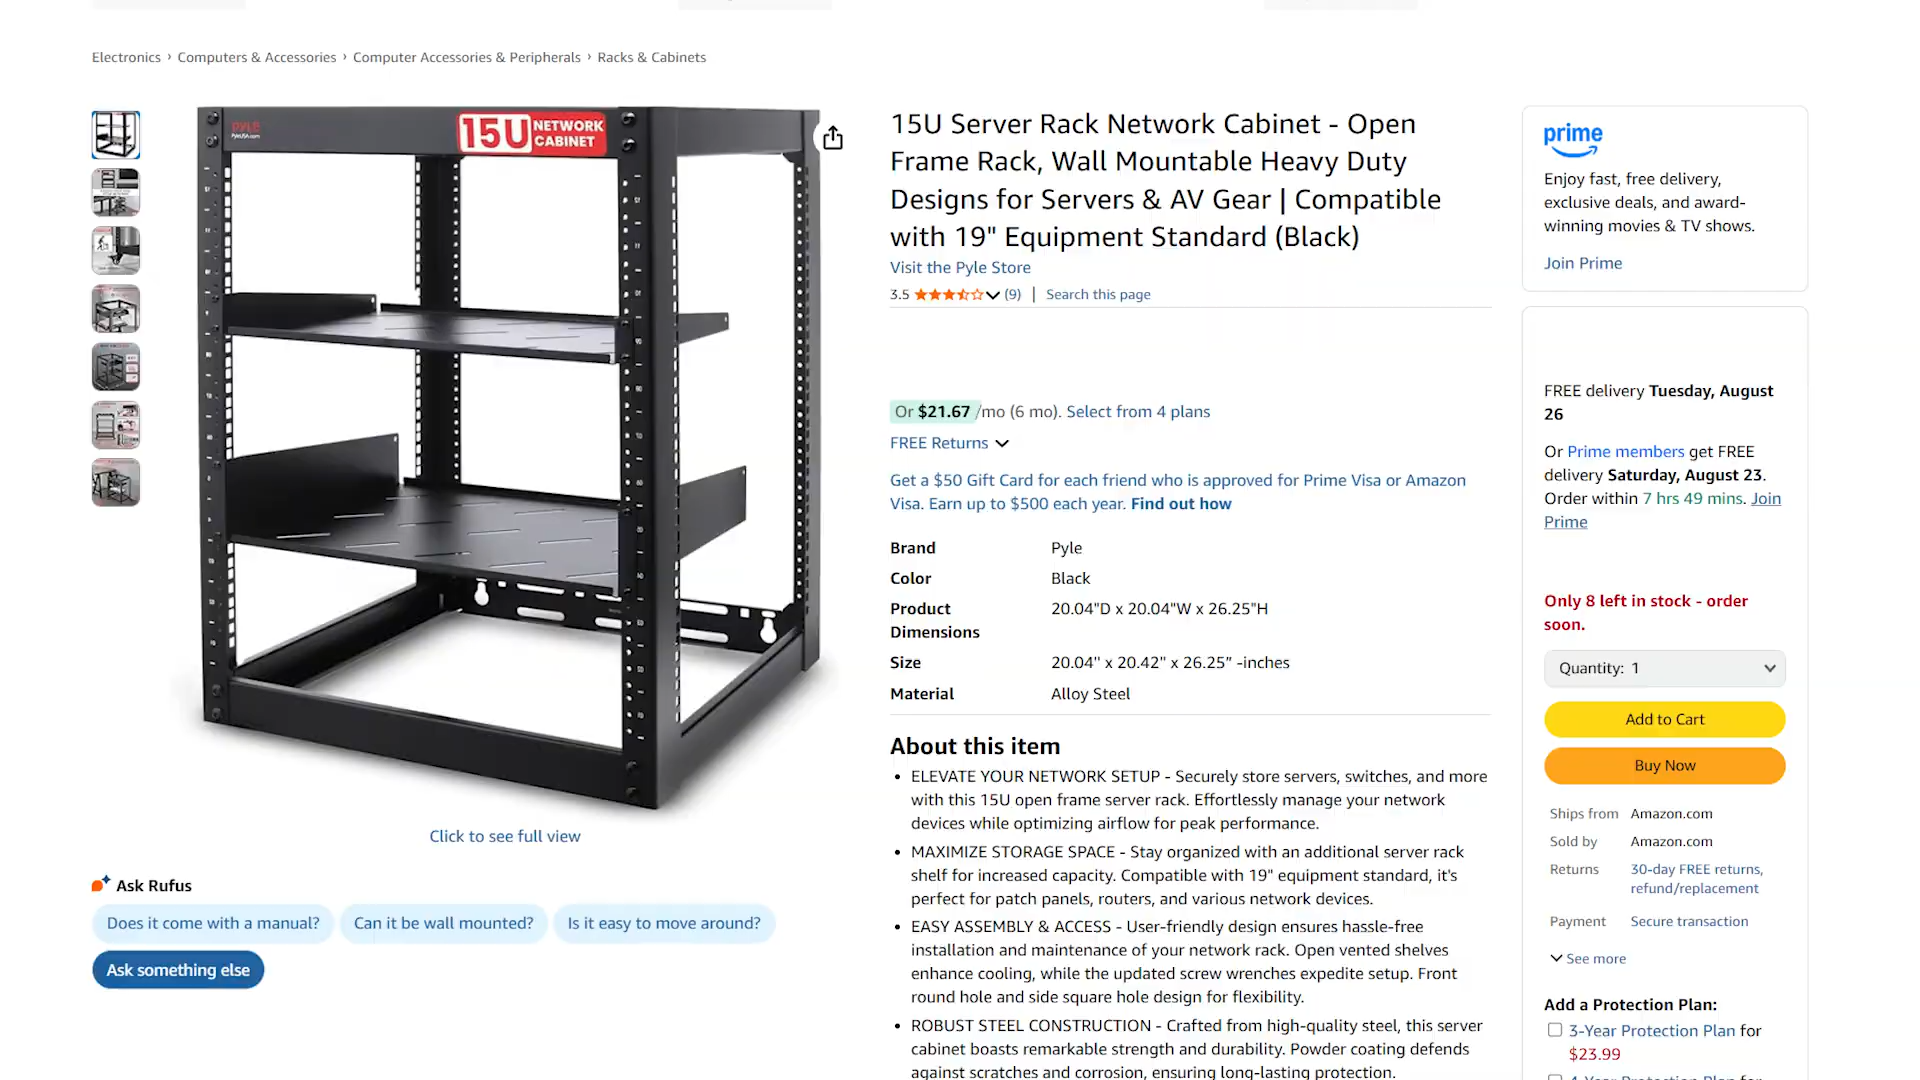 Electronics › Computers & Accessories › Computer Accessories & Peripherals › Racks & Cabinets
PYLE
PyleUSA.com
15U NETWORK CABINET
Click to see full view
Ask Rufus
Does it come with a manual?
Can it be wall mounted?
Is it easy to move around?
Ask something else
15U Server Rack Network Cabinet - Open
Frame Rack, Wall Mountable Heavy Duty
Designs for Servers & AV Gear | Compatible
with 19" Equipment Standard (Black)
Visit the Pyle Store
3.5 (9) | Search this page
Or $21.67 /mo (6 mo). Select from 4 plans
FREE Returns
Get a $50 Gift Card for each friend who is approved for Prime Visa or Amazon
Visa. Earn up to $500 each year. Find out how
Brand Pyle
Color Black
Product Dimensions 20.04"D x 20.04"W x 26.25"H
Size 20.04'' x 20.42'' x 26.25” -inches
Material Alloy Steel
About this item
• ELEVATE YOUR NETWORK SETUP - Securely store servers, switches, and more
with this 15U open frame server rack. Effortlessly manage your network
devices while optimizing airflow for peak performance.
• MAXIMIZE STORAGE SPACE - Stay organized with an additional server rack
shelf for increased capacity. Compatible with 19" equipment standard, it's
perfect for patch panels, routers, and various network devices.
• EASY ASSEMBLY & ACCESS - User-friendly design ensures hassle-free
installation and maintenance of your network rack. Open vented shelves
enhance cooling, while the updated screw wrenches expedite setup. Front
round hole and side square hole design for flexibility.
• ROBUST STEEL CONSTRUCTION - Crafted from high-quality steel, this server
cabinet boasts remarkable strength and durability. Powder coating defends
against scratches and corrosion, ensuring long-lasting protection.
prime
Enjoy fast, free delivery,
exclusive deals, and award-
winning movies & TV shows.
Join Prime
FREE delivery Tuesday, August
26
Or Prime members get FREE
delivery Saturday, August 23.
Order within 7 hrs 49 mins. Join
Prime
Only 8 left in stock - order
soon.
Quantity: 1
Add to Cart
Buy Now
Ships from Amazon.com
Sold by Amazon.com
Returns 30-day FREE returns,
refund/replacement
Payment Secure transaction
See more
Add a Protection Plan:
3-Year Protection Plan for
$23.99
4-Year Protection Plan for